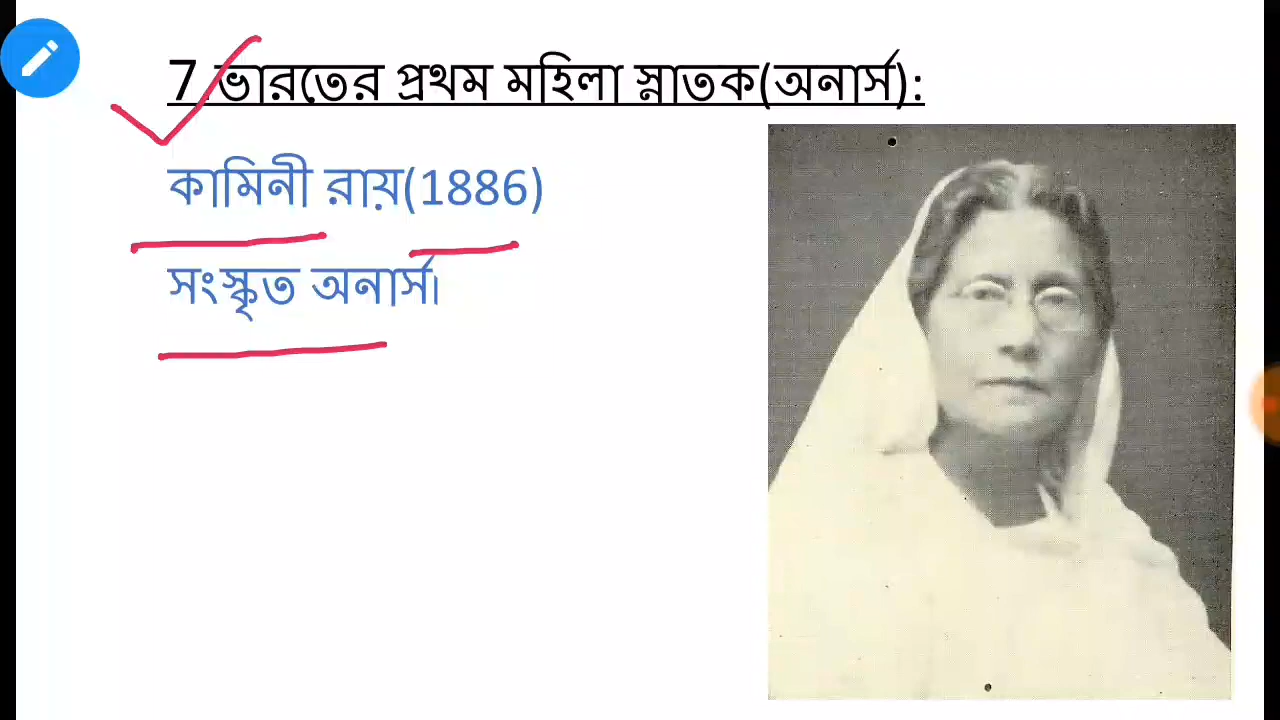 7.ভারতের প্রথম মহিলা স্নাতক(অনার্স):
কামিনী রায়(1886)
সংস্কৃত অনার্স।